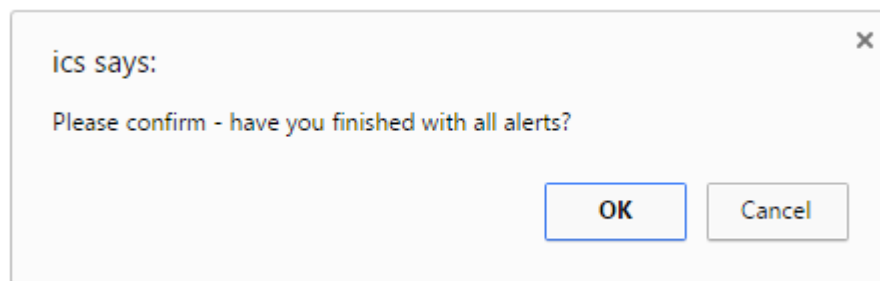 ics says:
Please confirm - have you finished with all alerts?
OK
Cancel